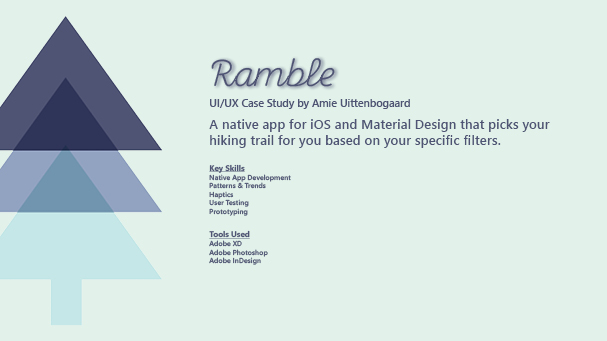 Ramble
UI/UX Case Study by Amie Uittenbogaard
A native app for iOS and Material Design that picks your
hiking trail for you based on your specific filters.
Key Skills
Native App Development
Patterns & Trends
Haptics
User Testing
Prototyping
Tools Used
Adobe XD
Adobe Photoshop
Adobe InDesign